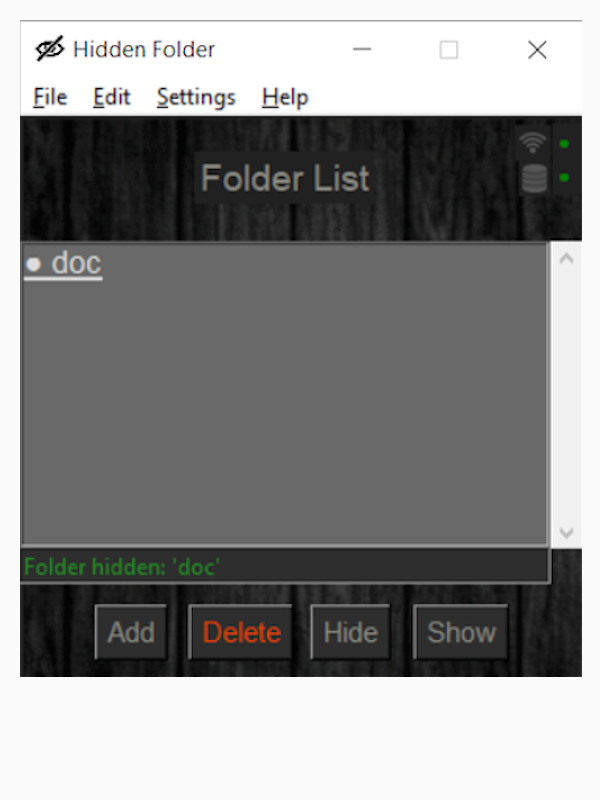 Hidden Folder
File Edit Settings Help
Folder List
● doc
Folder hidden: 'doc'
Add Delete Hide Show